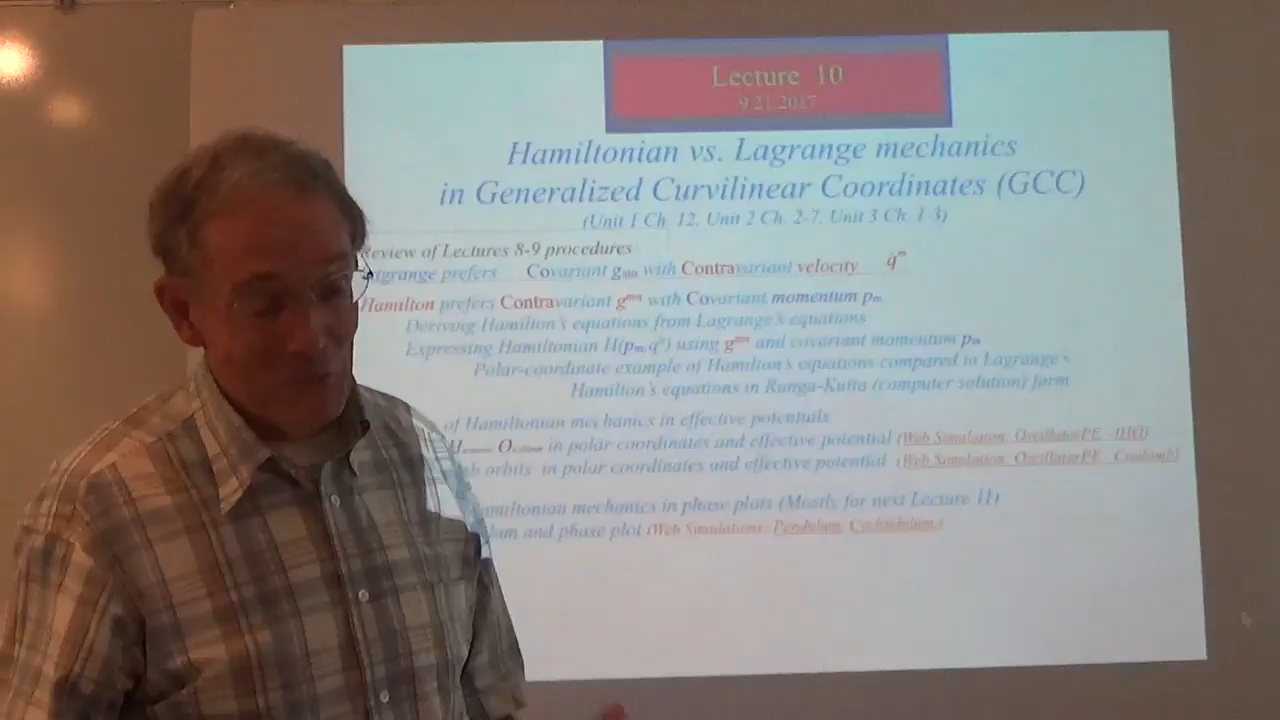 Lecture 10
9.21.2017
Hamiltonian vs. Lagrange mechanics
in Generalized Curvilinear Coordinates (GCC)
(Unit 1 Ch. 12, Unit 2 Ch. 2-7, Unit 3 Ch. 1-3)
Review of Lectures 8-9 procedures
Lagrange prefers Covariant gmn with Contravariant velocity q̇ᵐ
Hamilton prefers Contravariant gᵐⁿ with Covariant momentum pₘ
Deriving Hamilton's equations from Lagrange's equations
Expressing Hamiltonian H(pₘ,qⁿ) using gᵐⁿ and covariant momentum pₘ
Polar-coordinate example of Hamilton's equations compared to Lagrange's
Hamilton's equations in Runga-Kutta (computer solution) form
of Hamiltonian mechanics in effective potentials
in polar coordinates and effective potential (Web Simulation: OscillatorPE - IHO)
orbits in polar coordinates and effective potential (Web Simulation: OscillatorPE - Coulomb)
mechanics in phase plots (Mostly for next Lecture 11)
and phase plot (Web Simulations: Pendulum, Cycloidulum,)